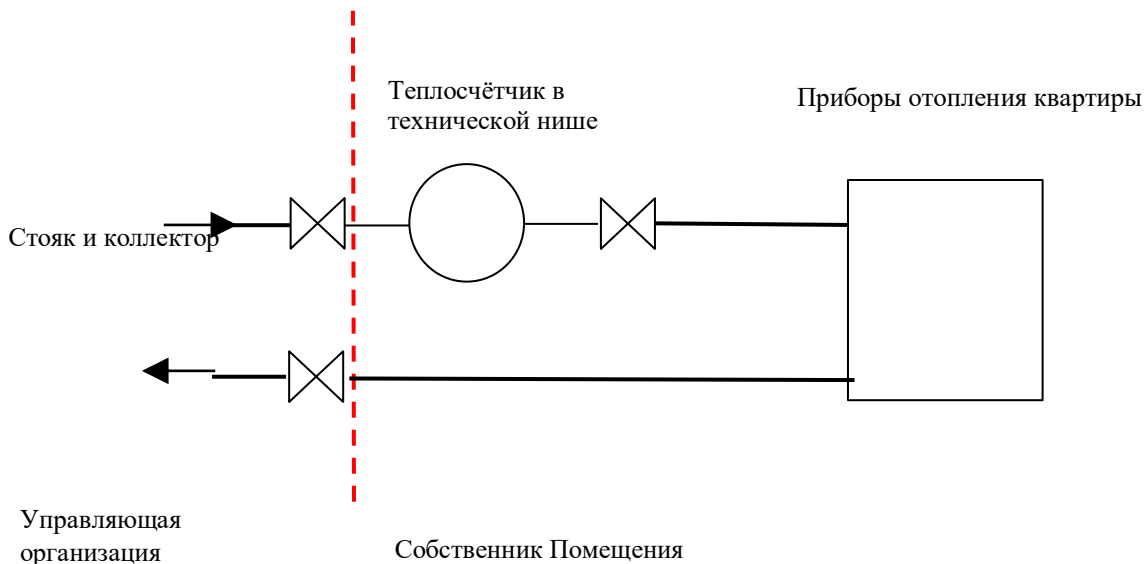 Теплосчётчик в
технической нише
Приборы отопления квартиры
Стояк и коллектор
Управляющая
организация
Собственник Помещения